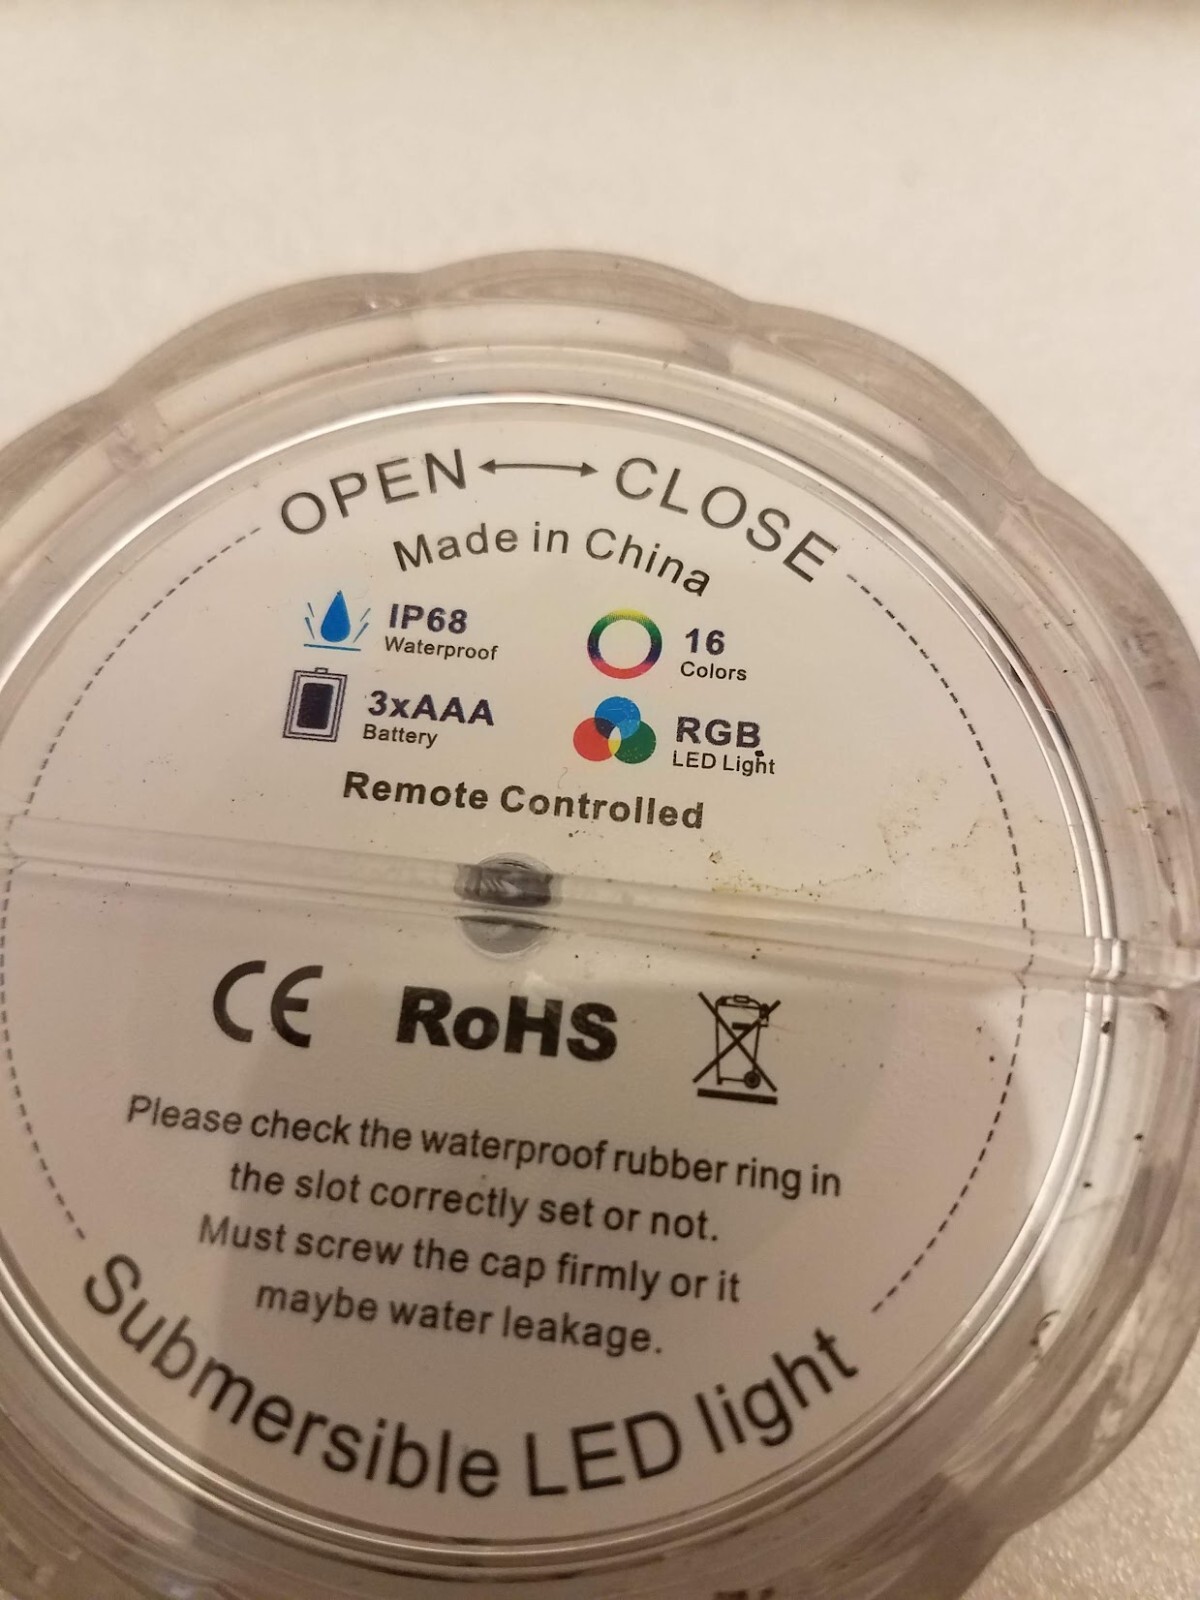 OPEN ↔ CLOSE
Made in China
IP68
Waterproof
16
Colors
3xAAA
Battery
RGB
LED Light
Remote Controlled
CE RoHS
Please check the waterproof rubber ring in
the slot correctly set or not.
Must screw the cap firmly or it
maybe water leakage.
Submersible LED light